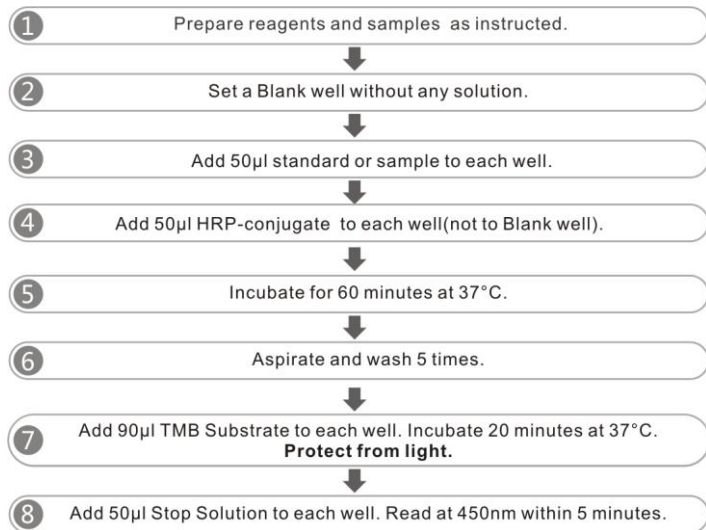 1 Prepare reagents and samples as instructed.
2 Set a Blank well without any solution.
3 Add 50μl standard or sample to each well.
4 Add 50μl HRP-conjugate to each well(not to Blank well).
5 Incubate for 60 minutes at 37°C.
6 Aspirate and wash 5 times.
7 Add 90μl TMB Substrate to each well. Incubate 20 minutes at 37°C.
Protect from light.
8 Add 50μl Stop Solution to each well. Read at 450nm within 5 minutes.